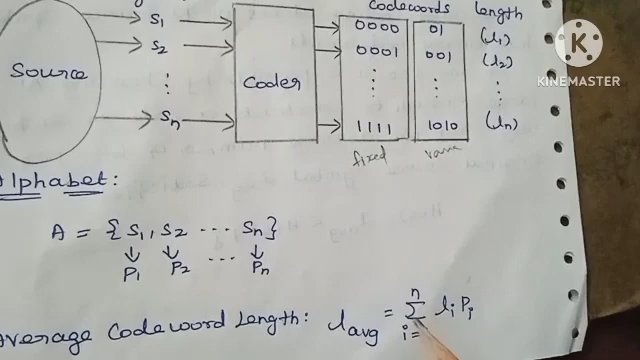 codewords Length
Source S1 Coder 0000 01 (l1)
S2 0001 001 (l2)
⋮ ⋮ ⋮ ⋮
Sn 1111 1010 (ln)
fixed
K
KINEMASTER
Alphabet:
A = {S1, S2 ... Sn}
↓ ↓ ↓
P1 P2 ... Pn
Average Codeword Length: lavg = n∑i= li Pi